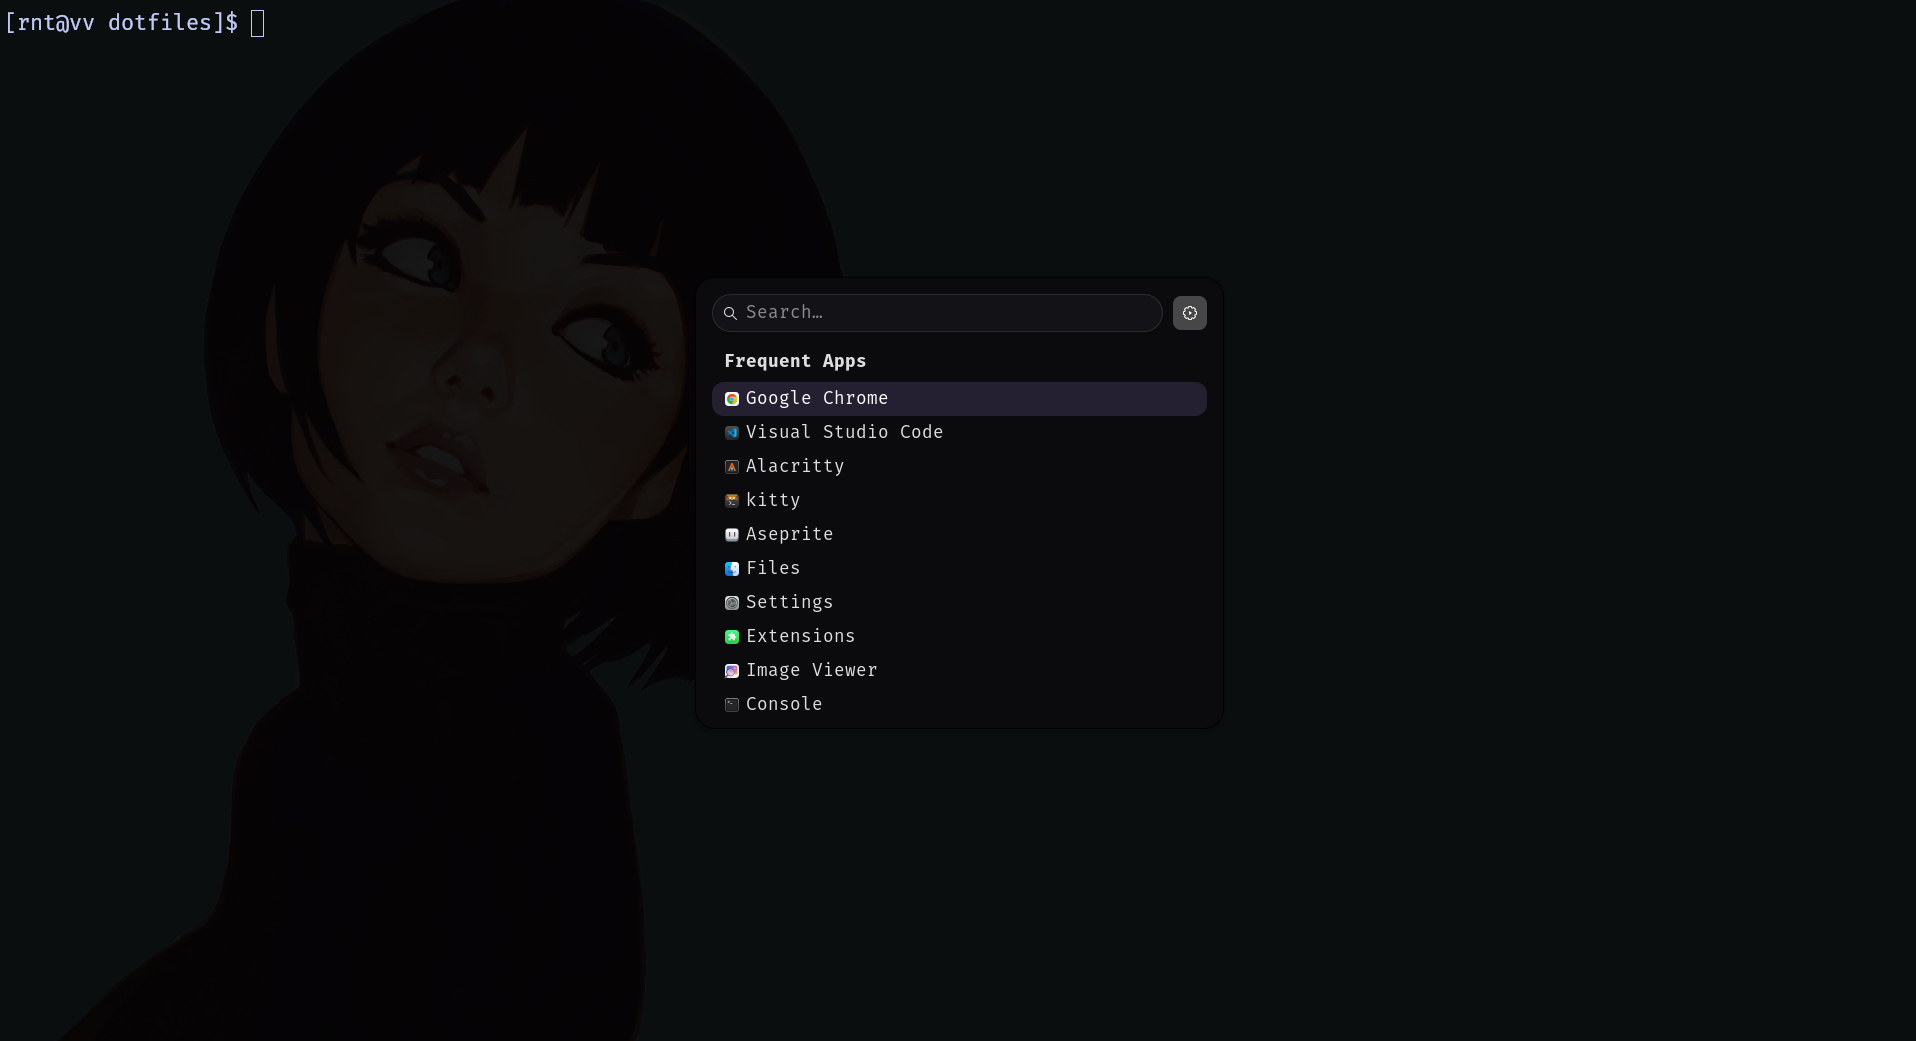 [rnt@vv dotfiles]$
Search…
Frequent Apps
Google Chrome
Visual Studio Code
Alacritty
kitty
Aseprite
Files
Settings
Extensions
Image Viewer
Console